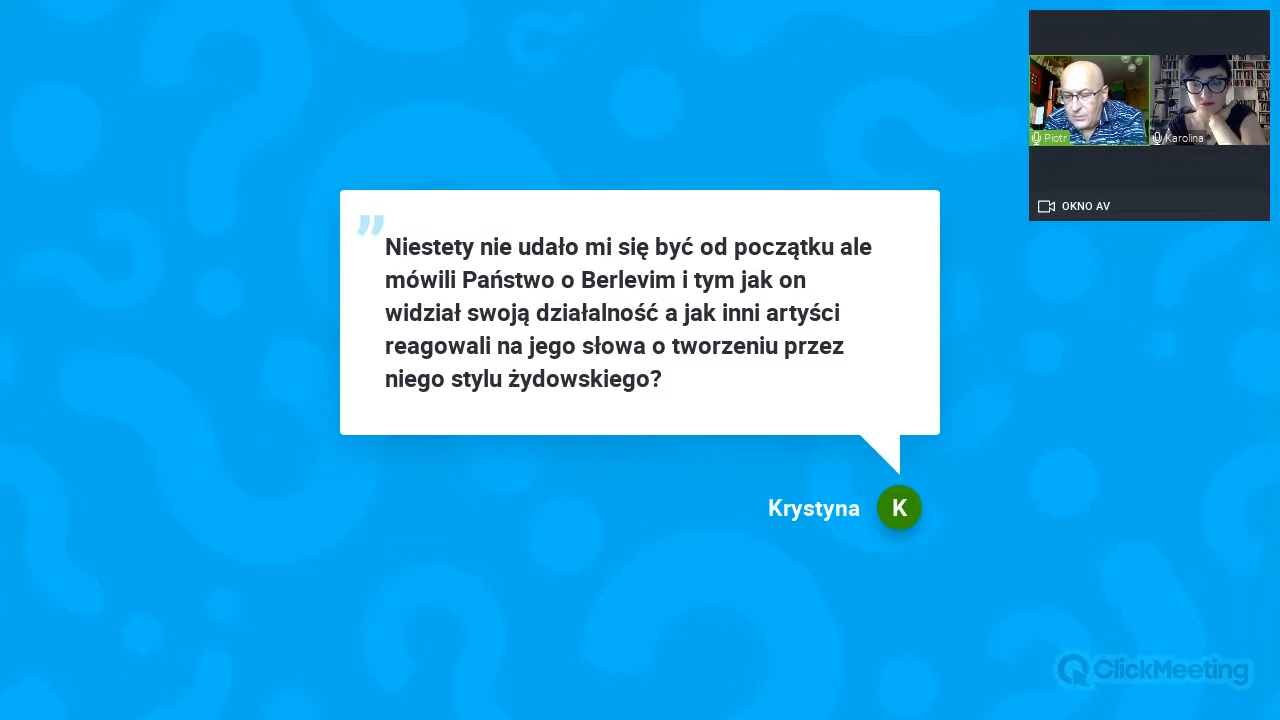 Piotr
Karolina
OKNO AV
Niestety nie udało mi się być od początku ale
mówili Państwo o Berlevim i tym jak on
widział swoją działalność a jak inni artyści
reagowali na jego słowa o tworzeniu przez
niego stylu żydowskiego?
Krystyna
K
ClickMeeting